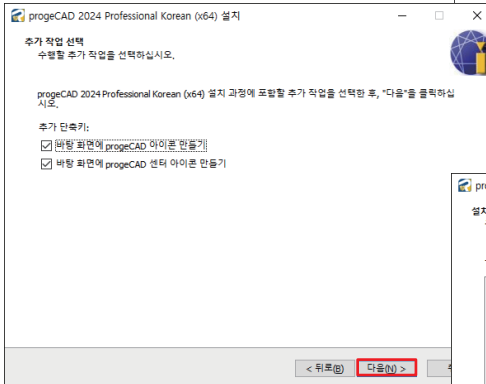 progeCAD 2024 Professional Korean (x64) 설치
추가 작업 선택
수행할 추가 작업을 선택하십시오.
progeCAD 2024 Professional Korean (x64) 설치 과정에 포함할 추가 작업을 선택한 후, "다음"을 클릭하십
시오.
추가 단축키:
바탕 화면에 progeCAD 아이콘 만들기
바탕 화면에 progeCAD 센터 아이콘 만들기
설치
< 뒤로(B)
다음(N) >